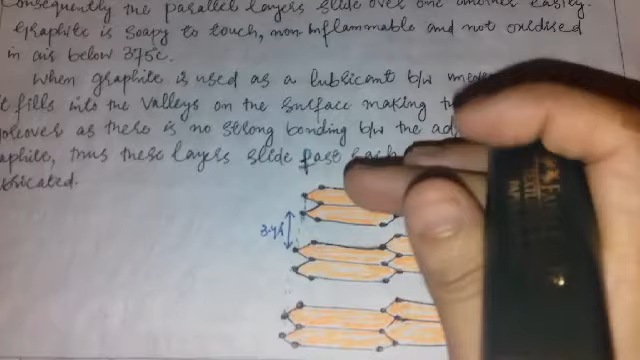 Consequently the parallel layers slide over one another easily.
Graphite is soapy to touch, non inflammable and not oxidised
in air below 375c.
When graphite is used as a lubricant b/w
it fills into the valleys on the surface making
Moreover as there is no strong bonding b/w the
graphite, thus these layers slide past each
lubricated.
3.4Å